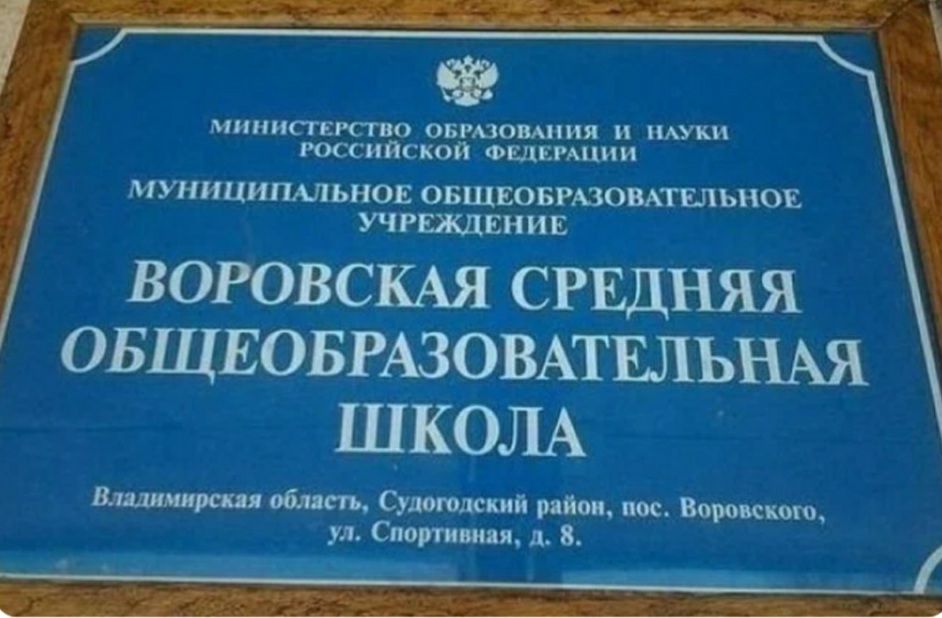 МИНИСТЕРСТВО ОБРАЗОВАНИЯ И НАУКИ
РОССИЙСКОЙ ФЕДЕРАЦИИ
МУНИЦИПАЛЬНОЕ ОБЩЕОБРАЗОВАТЕЛЬНОЕ
УЧРЕЖДЕНИЕ
ВОРОВСКАЯ СРЕДНЯЯ
ОБЩЕОБРАЗОВАТЕЛЬНАЯ
ШКОЛА
Владимирская область, Судогодский район, пос. Воровского,
ул. Спортивная, д. 8.